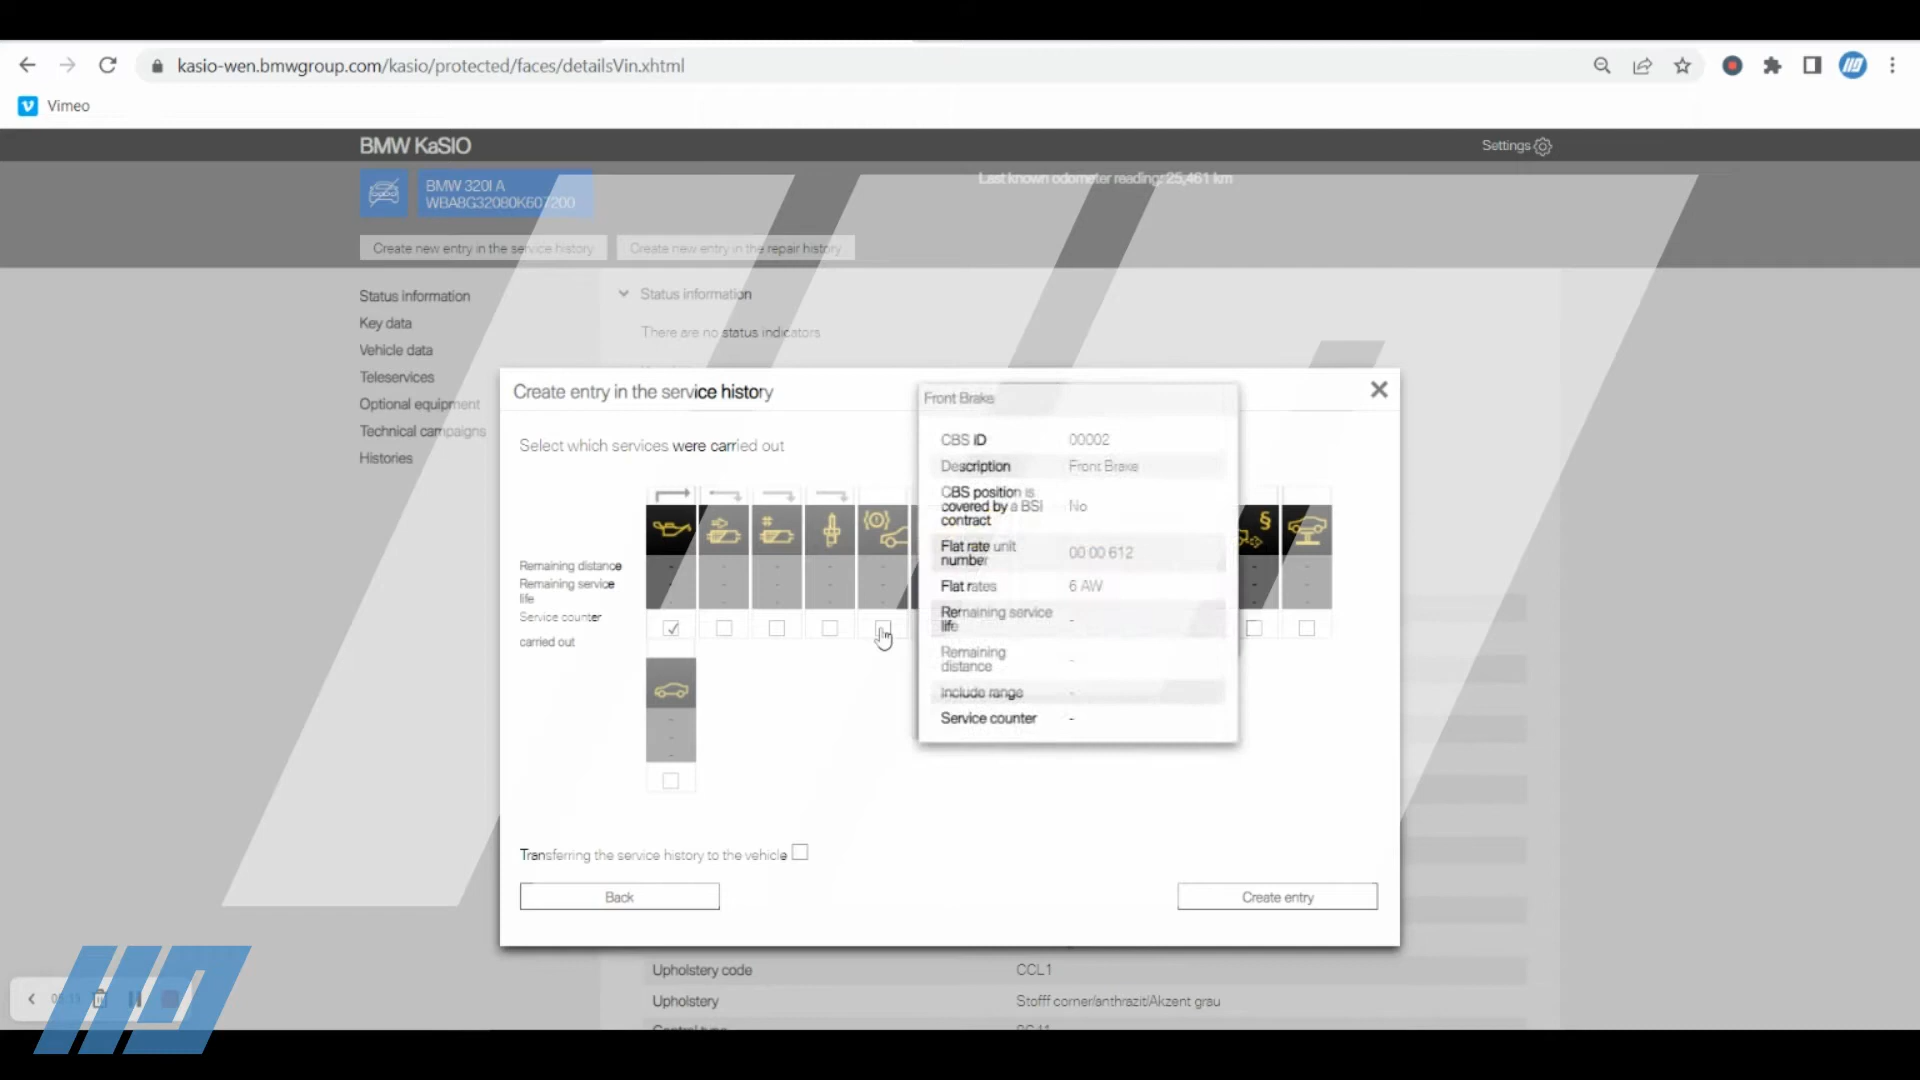 kasio-wen.bmwgroup.com/kasio/protected/faces/detailsVin.xhtml
Vimeo
BMW KaSIO
Settings
BMW 320I A
Last known odometer reading: 25,461 km
Create new entry in the service history
Create new entry in the repair history
Status information
Key data
Vehicle data
Teleservices
Optional equipment
Technical campaigns
Histories
Status information
There are no status indicators
Create entry in the service history
Select which services were carried out
Remaining distance
Remaining service
life
Service counter
carried out
Front Brake
CBS ID 00002
Description Front Brake
CBS position is
covered by a BSI No
contract
Flat rate unit
number 00 00 612
Flat rates 6 AW
Remaining service
life -
Remaining
distance -
Include range -
Service counter -
§
Transferring the service history to the vehicle
Back
Create entry
Upholstery code CCL1
Upholstery Stofff corner/anthrazit/Akzent grau